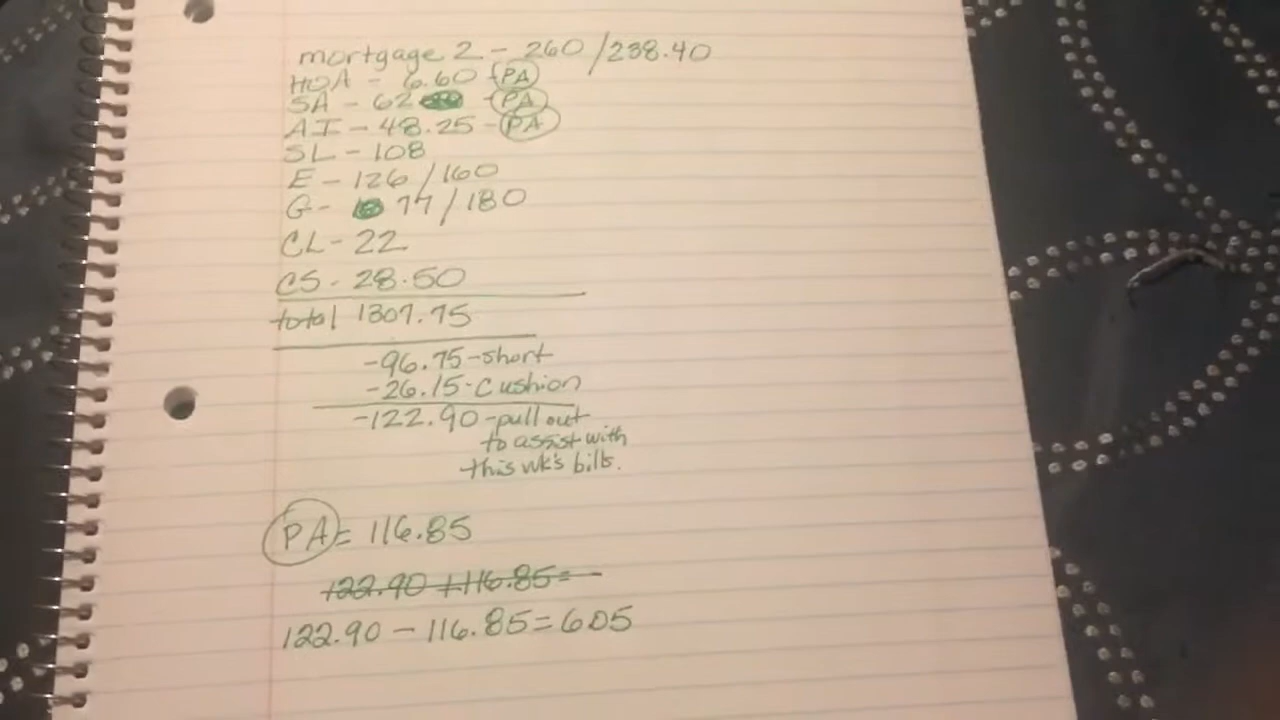 mortgage 2 - 260 / 238.40
HOA - 6.60 - PA
SA - 62 - PA
AI - 48.25 - PA
SL - 108
E - 126 / 160
G - 77 / 180
CL - 22
CS - 28.50
total 1307.75
-96.75 - short
-26.15 - cushion
-122.90 - pull out
to assist with
this wk's bills.
PA = 116.85
122.90 + 116.85 =
122.90 - 116.85 = 6.05